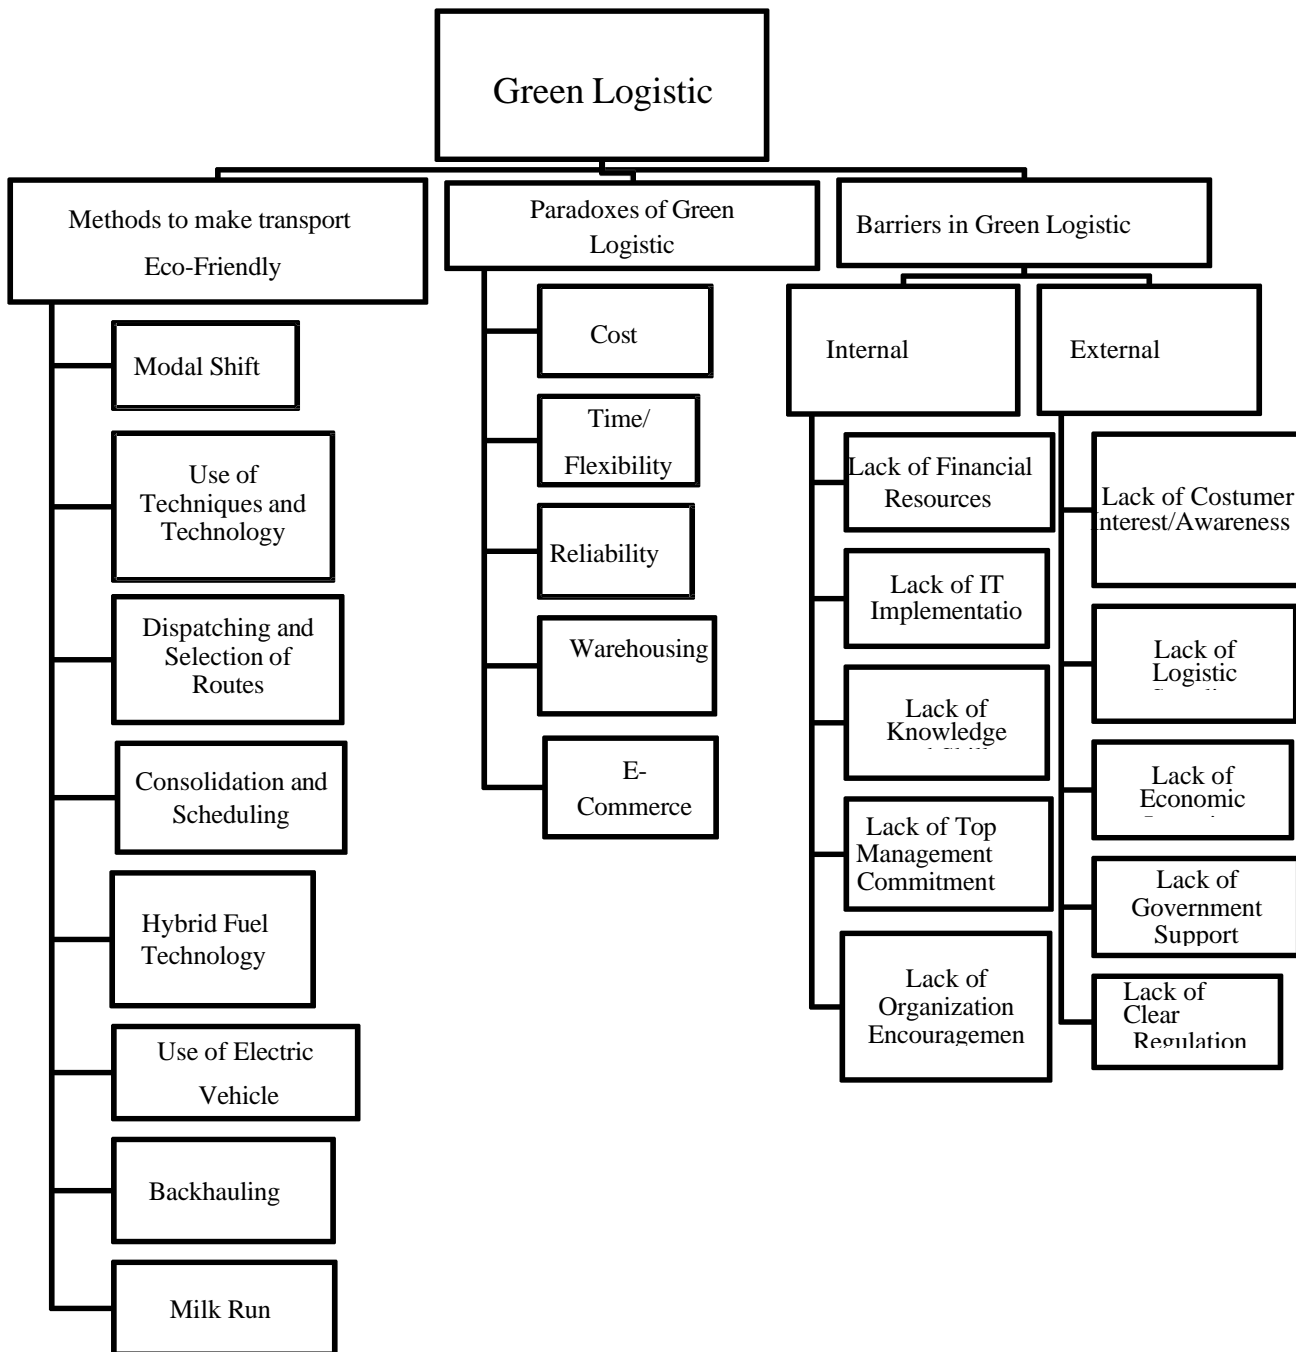 Green Logistic
Methods to make transport
Eco-Friendly
Modal Shift
Use of
Techniques and
Technology
Dispatching and
Selection of
Routes
Consolidation and
Scheduling
Hybrid Fuel
Technology
Use of Electric
Vehicle
Backhauling
Milk Run
Paradoxes of Green
Logistic
Cost
Time/
Flexibility
Reliability
Warehousing
E-
Commerce
Barriers in Green Logistic
Internal
Lack of Financial
Resources
Lack of IT
Implementatio
Lack of
Knowledge
Lack of Top
Management
Commitment
Lack of
Organization
Encouragemen
External
Lack of Costumer
Interest/Awareness
Lack of
Logistic
Lack of
Economic
Lack of
Government
Support
Lack of
Clear
Regulation